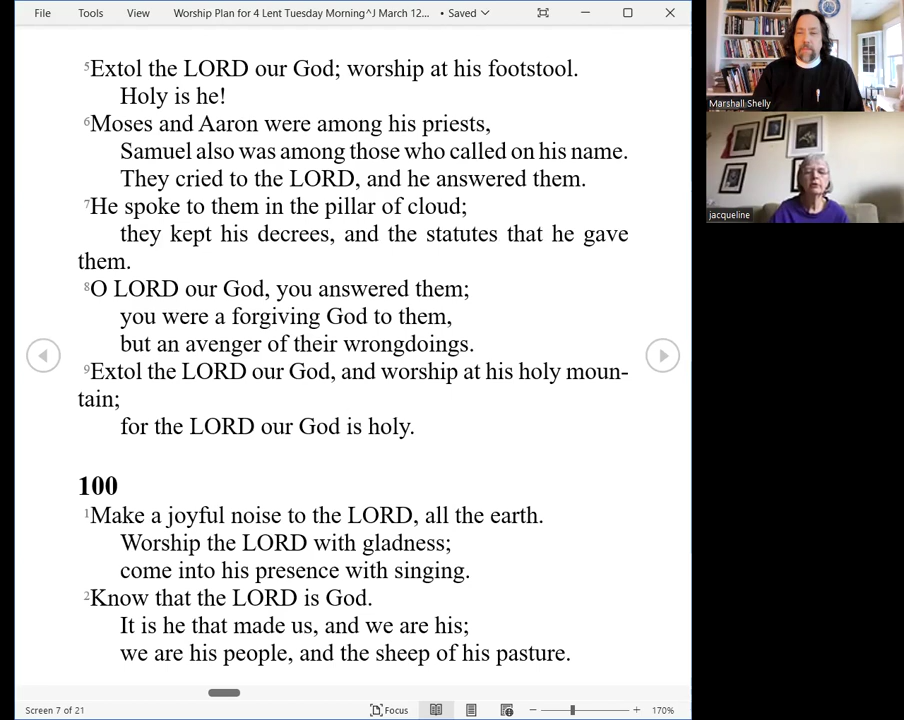 File Tools Worship Plan for 4 Lent Tuesday Morning^J March 12... • Saved
5Extol the LORD our God; worship at his footstool.
Holy is he!
6Moses and Aaron were among his priests,
Samuel also was among those who called on his name.
They cried to the LORD, and he answered them.
7He spoke to them in the pillar of cloud;
they kept his decrees, and the statutes that he gave
them.
8O LORD our God, you answered them;
you were a forgiving God to them,
but an avenger of their wrongdoings.
9Extol the LORD our God, and worship at his holy moun-
tain;
for the LORD our God is holy.
100
1Make a joyful noise to the LORD, all the earth.
Worship the LORD with gladness;
come into his presence with singing.
2Know that the LORD is God.
It is he that made us, and we are his;
we are his people, and the sheep of his pasture.
Screen 7 of 21 Focus 170%
Marshall Shelly
jacqueline